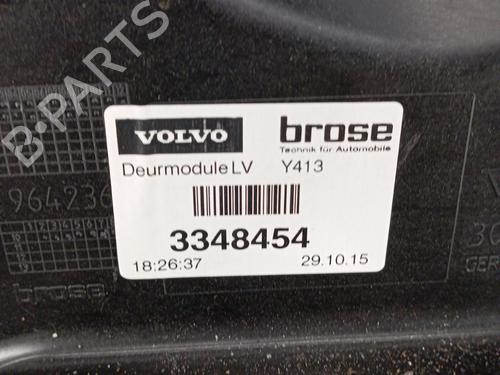 B-PARTS
VOLVO
brose
Technik für Automobile
Deurmodule LV Y413
964236
3348454
18:26:37 29.10.15
GER
brose